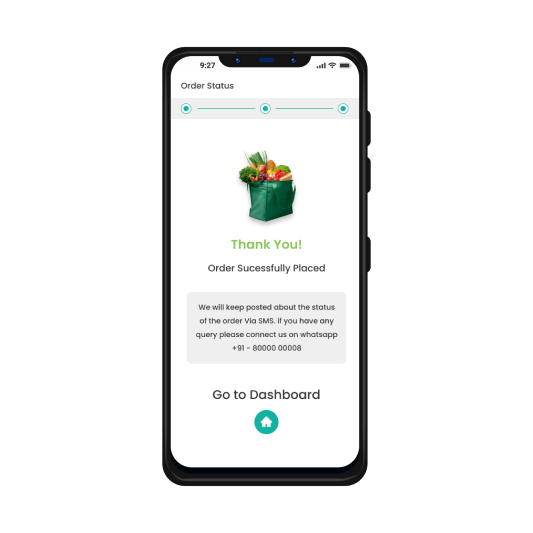 9:27
Order Status
Thank You!
Order Sucessfully Placed
We will keep posted about the status
of the order Via SMS. if you have any
query please connect us on whatsapp
+91 - 80000 00008
Go to Dashboard